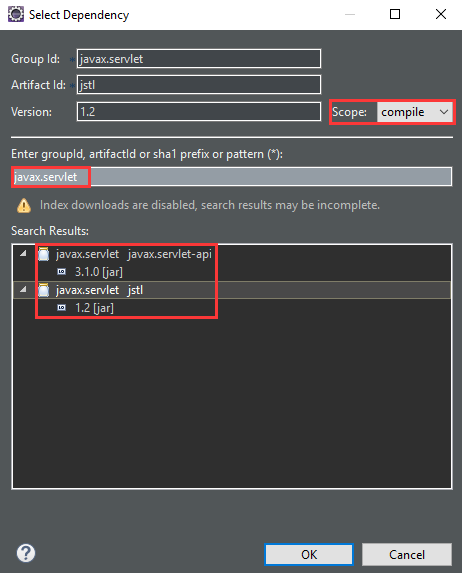 Select Dependency
Group Id: javax.servlet
Artifact Id: jstl
Version: 1.2 Scope: compile
Enter groupId, artifactId or sha1 prefix or pattern (*):
javax.servlet
Index downloads are disabled, search results may be incomplete.
Search Results:
javax.servlet javax.servlet-api
3.1.0 [jar]
javax.servlet jstl
1.2 [jar]
OK Cancel